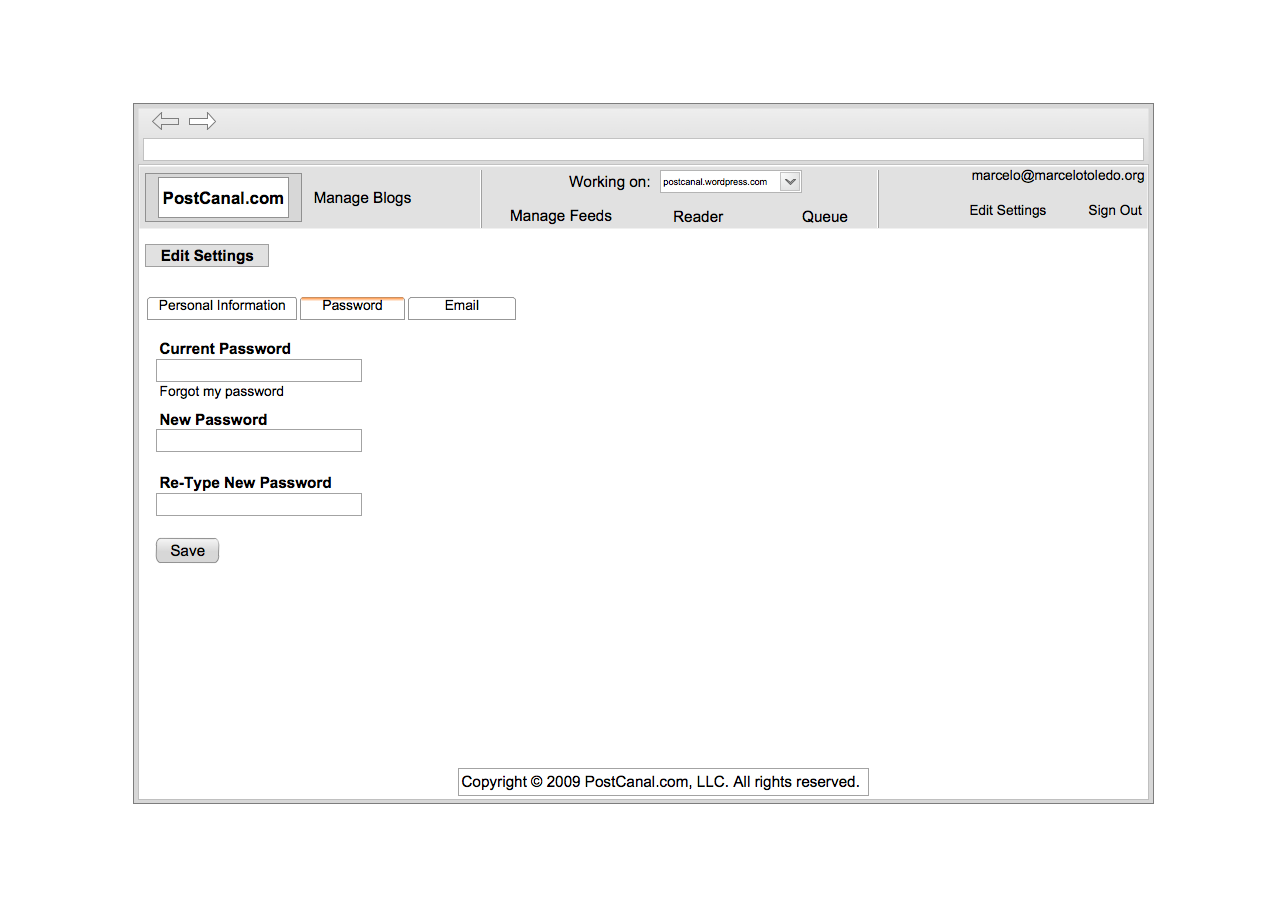 PostCanal.com
Manage Blogs
Working on: postcanal.wordpress.com
Manage Feeds Reader Queue
marcelo@marcelotoledo.org
Edit Settings Sign Out
Edit Settings
Personal Information Password Email
Current Password
Forgot my password
New Password
Re-Type New Password
Save
Copyright © 2009 PostCanal.com, LLC. All rights reserved.